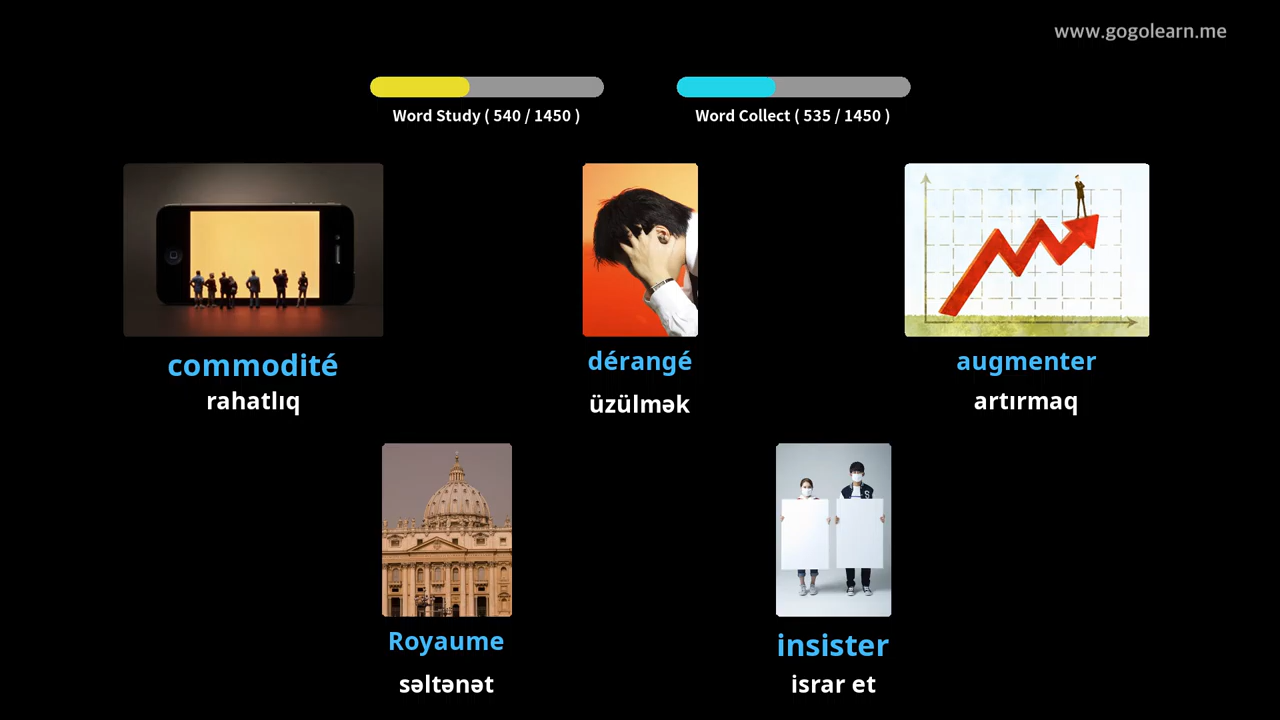 www.gogolearn.me
Word Study ( 540 / 1450 )
Word Collect ( 535 / 1450 )
commodité
rahatlıq
dérangé
üzülmək
augmenter
artırmaq
Royaume
səltənət
insister
israr et